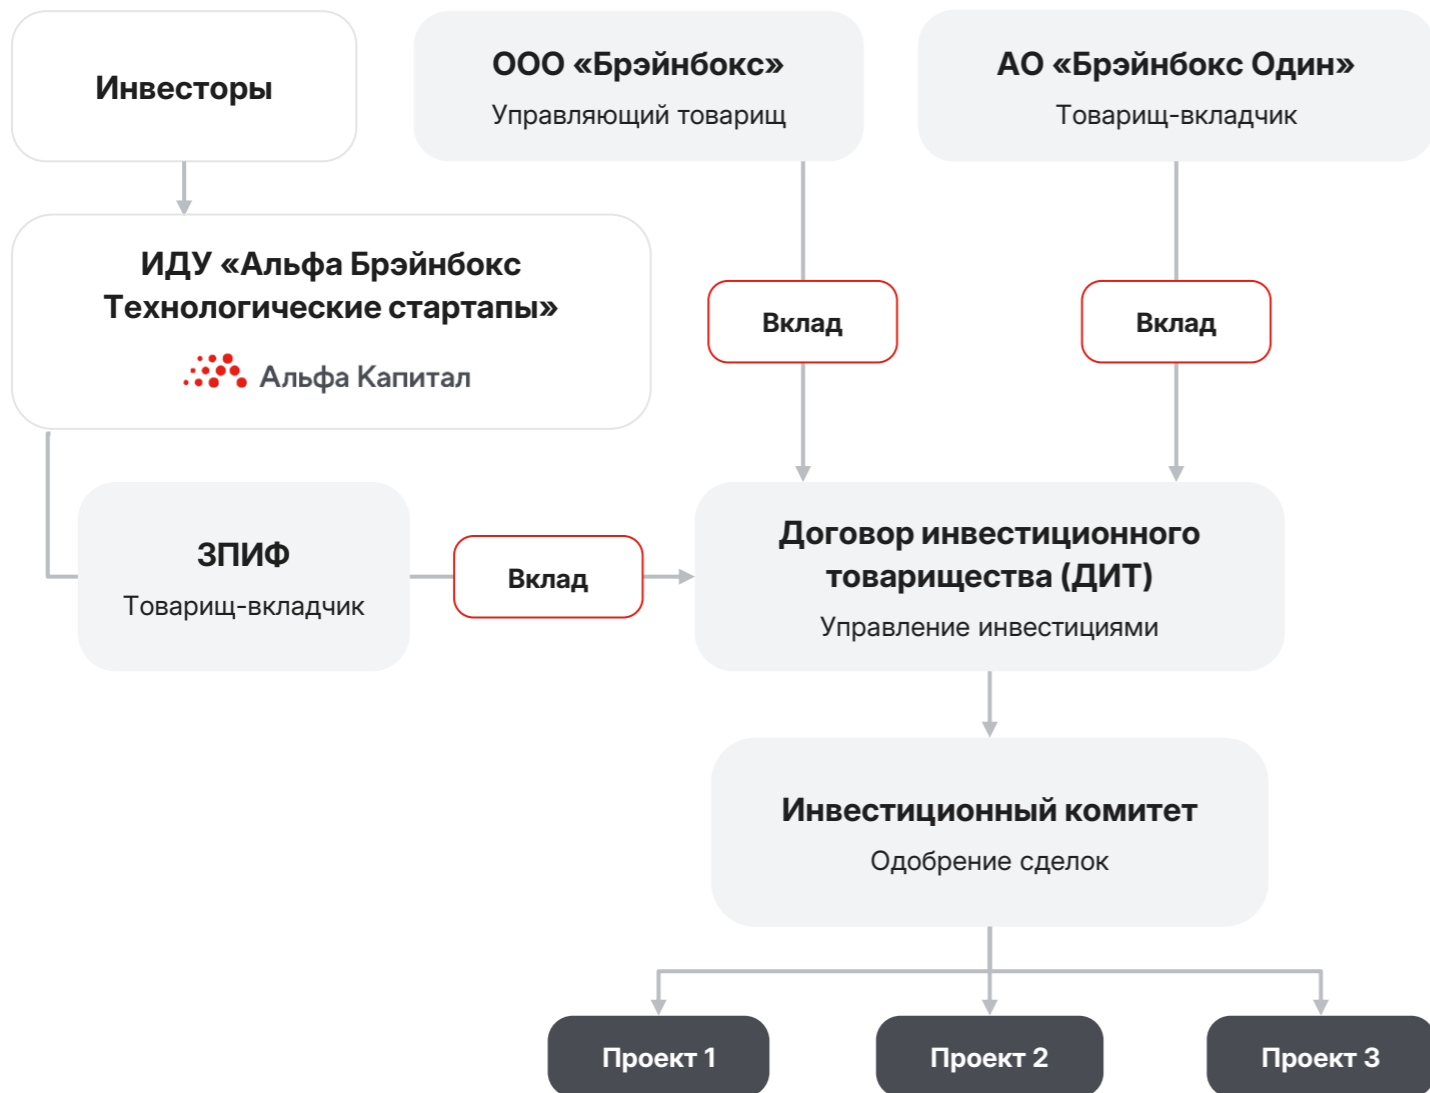 Инвесторы
ООО «Брэйнбокс»
Управляющий товарищ
АО «Брэйнбокс Один»
Товарищ-вкладчик
ИДУ «Альфа Брэйнбокс
Технологические стартапы»
Альфа Капитал
Вклад
Вклад
ЗПИФ
Товарищ-вкладчик
Вклад
Договор инвестиционного
товарищества (ДИТ)
Управление инвестициями
Инвестиционный комитет
Одобрение сделок
Проект 1
Проект 2
Проект 3